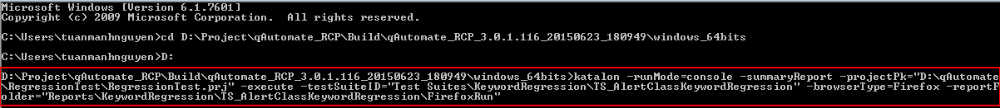 Microsoft Windows [Version 6.1.7601]
Copyright (c) 2009 Microsoft Corporation.  All rights reserved.
C:\Users\tuanmanhnguyen>cd D:\Project\qAutomate_RCP\Build\qAutomate_RCP_3.0.1.116_20150623_180949\windows_64bits
C:\Users\tuanmanhnguyen>D:
D:\Project\qAutomate_RCP\Build\qAutomate_RCP_3.0.1.116_20150623_180949\windows_64bits>katalon -runMode=console -summaryReport -projectPk="D:\qAutomate
\RegressionTest\RegressionTest.prj" -execute -testSuiteID="Test Suites\KeywordRegression\TS_AlertClassKeywordRegression" -browserType=Firefox -reportF
older="Reports\KeywordRegression\TS_AlertClassKeywordRegression\FirefoxRun"